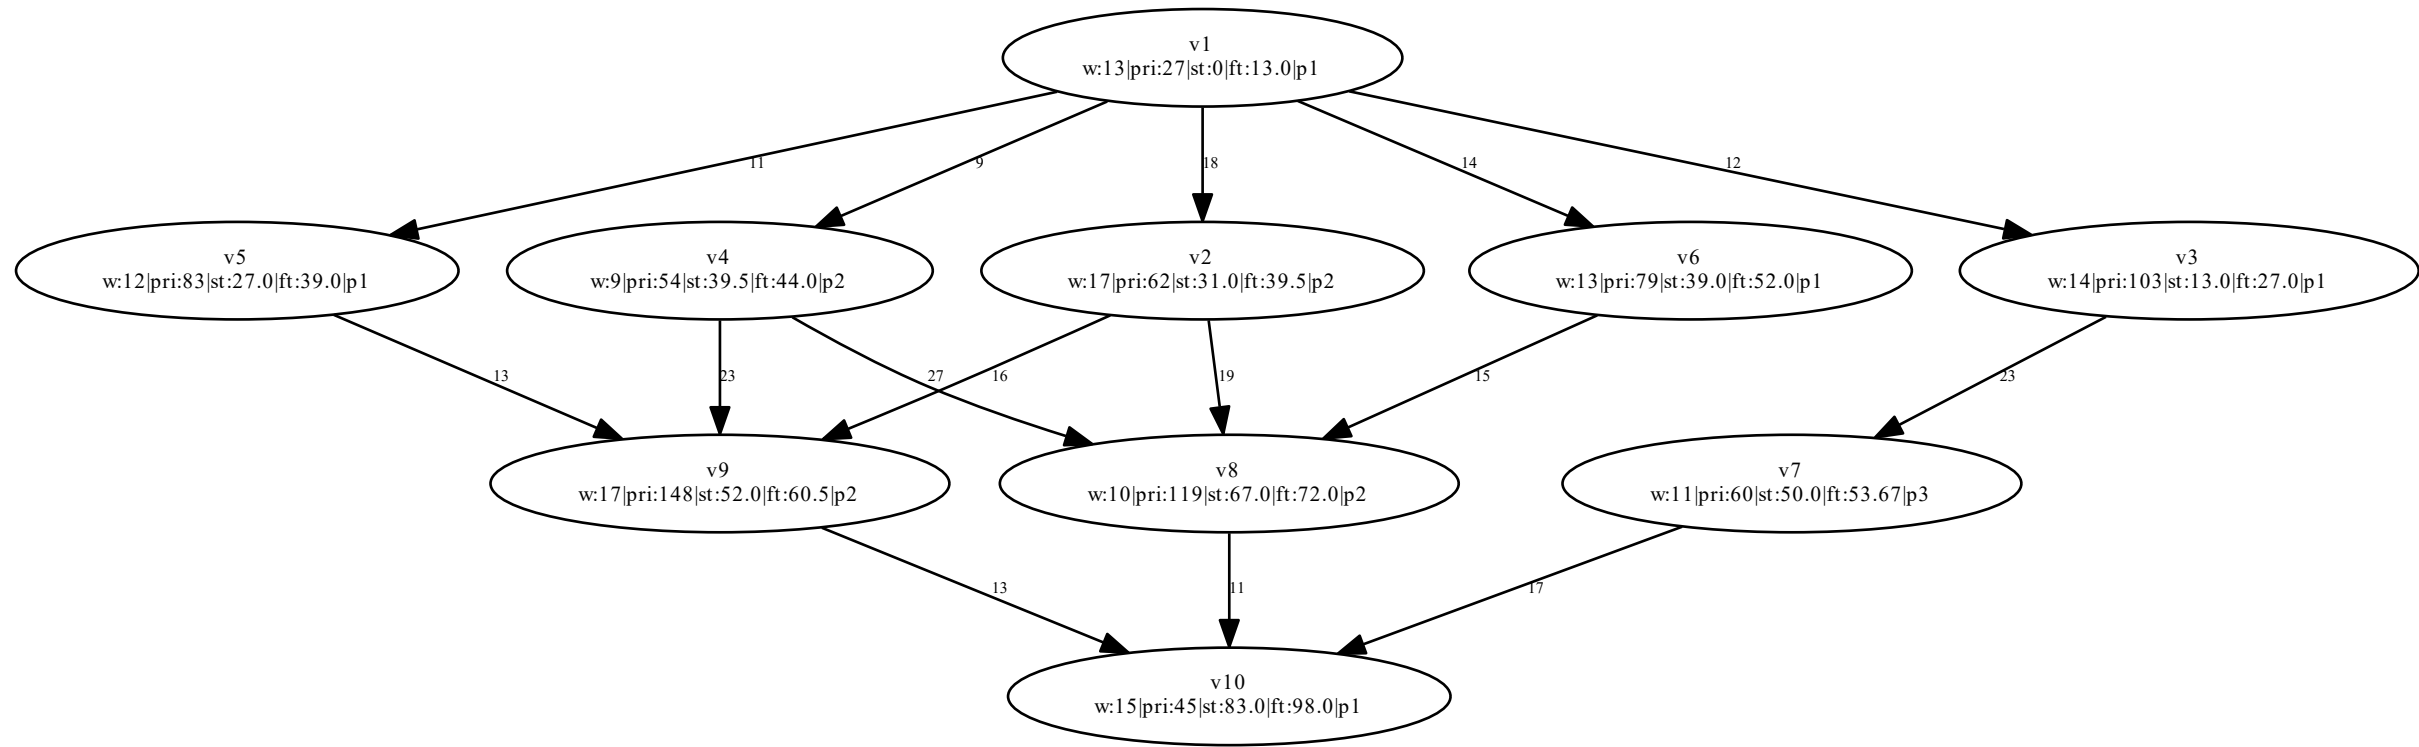 v1
w:13|pri:27|st:0|ft:13.0|p1
11
9
18
14
12
v5
w:12|pri:83|st:27.0|ft:39.0|p1
v4
w:9|pri:54|st:39.5|ft:44.0|p2
v2
w:17|pri:62|st:31.0|ft:39.5|p2
v6
w:13|pri:79|st:39.0|ft:52.0|p1
v3
w:14|pri:103|st:13.0|ft:27.0|p1
13
23
27
16
19
15
23
v9
w:17|pri:148|st:52.0|ft:60.5|p2
v8
w:10|pri:119|st:67.0|ft:72.0|p2
v7
w:11|pri:60|st:50.0|ft:53.67|p3
13
11
17
v10
w:15|pri:45|st:83.0|ft:98.0|p1